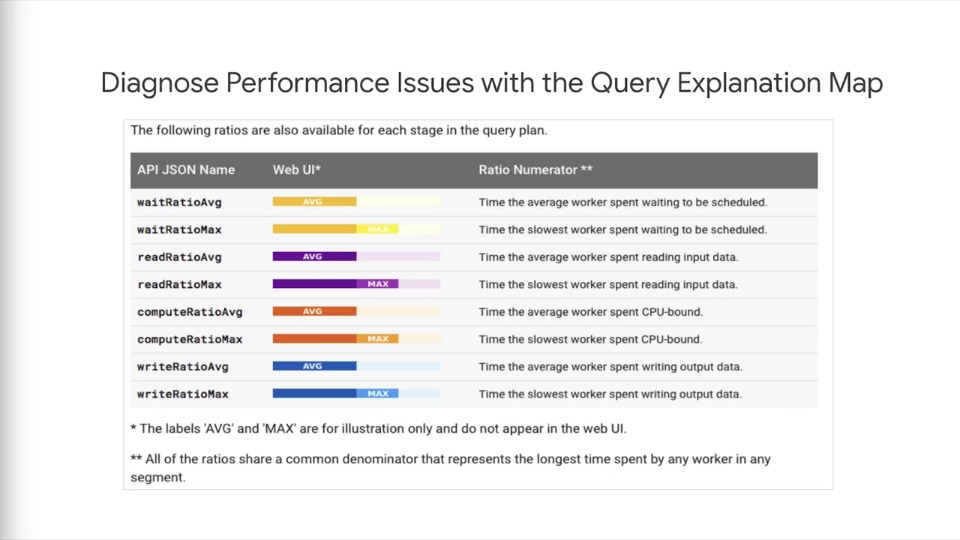 Diagnose Performance Issues with the Query Explanation Map
The following ratios are also available for each stage in the query plan.
API JSON Name Web UI* Ratio Numerator **
waitRatioAvg AVG Time the average worker spent waiting to be scheduled.
waitRatioMax MAX Time the slowest worker spent waiting to be scheduled.
readRatioAvg AVG Time the average worker spent reading input data.
readRatioMax MAX Time the slowest worker spent reading input data.
computeRatioAvg AVG Time the average worker spent CPU-bound.
computeRatioMax MAX Time the slowest worker spent CPU-bound.
writeRatioAvg AVG Time the average worker spent writing output data.
writeRatioMax MAX Time the slowest worker spent writing output data.
* The labels 'AVG' and 'MAX' are for illustration only and do not appear in the web UI.
** All of the ratios share a common denominator that represents the longest time spent by any worker in any
segment.